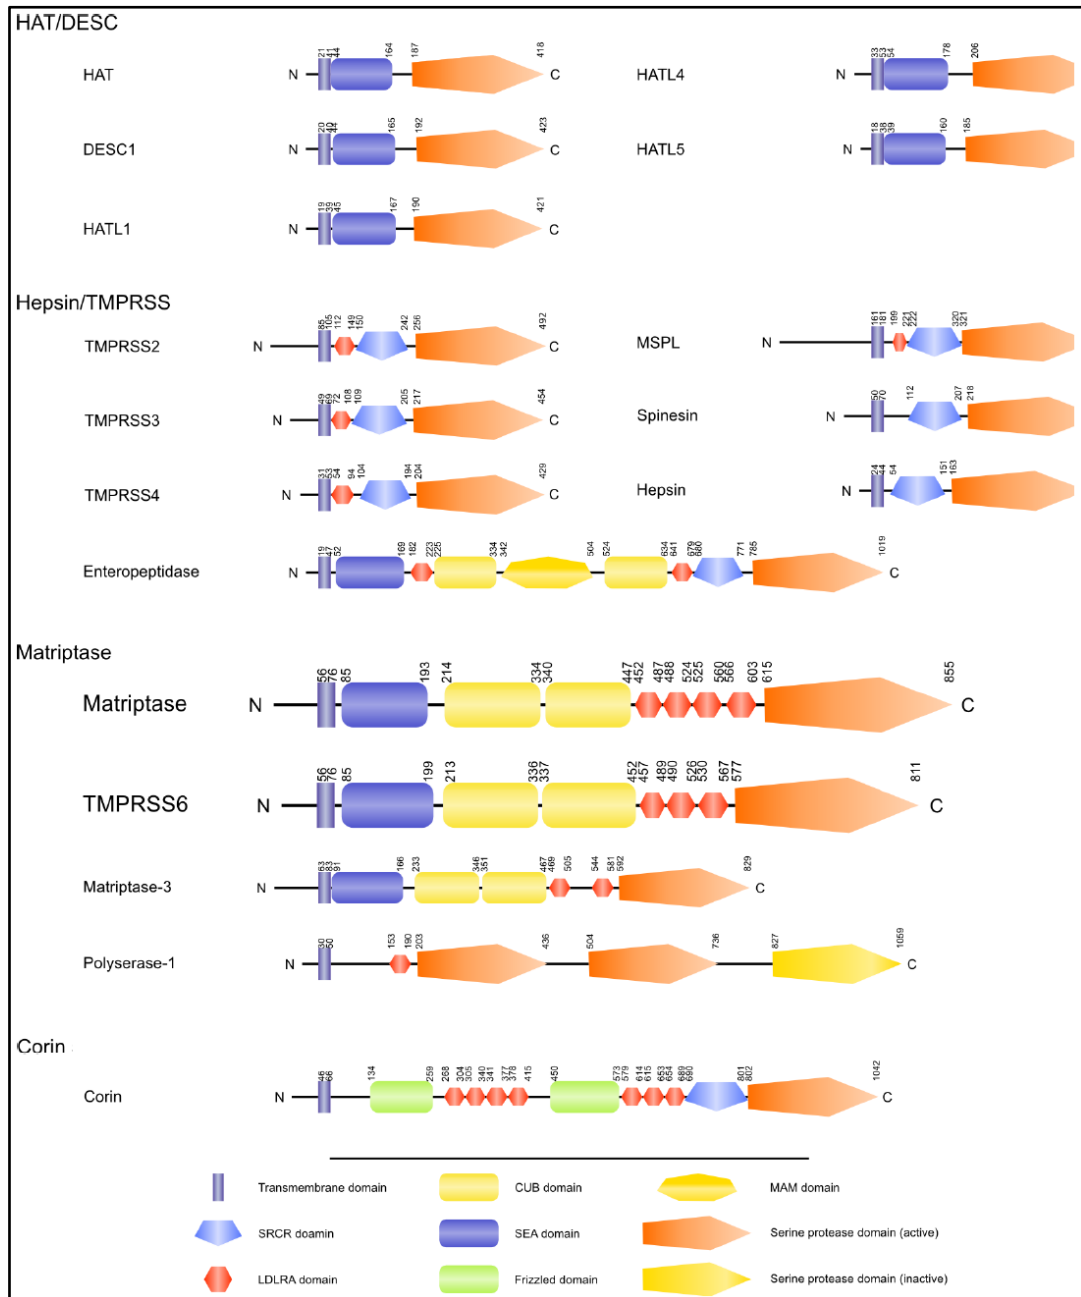 HAT/DESC
21 41 44 164 187 418
HAT N C
33 53 54 178 206
HATL4 N
20 40 44 165 192 423
DESC1 N C
18 38 39 160 185
HATL5 N
19 39 45 167 190 421
HATL1 N C
Hepsin/TMPRSS
85 105 112 149 150 242 256 492
TMPRSS2 N C
161 181 199 221 222 320 321
MSPL N
49 69 72 108 109 205 217 454
TMPRSS3 N C
50 70 112 207 218
Spinesin N
31 53 54 94 104 194 204 429
TMPRSS4 N C
24 44 54 151 163
Hepsin N
19 47 52 169 182 223 225 334 342 504 524 634 641 679 680 771 785 1019
Enteropeptidase N C
Matriptase
56 76 85 193 214 334 340 447 452 487 488 524 525 560 566 603 615 855
Matriptase N C
56 76 85 199 213 336 337 452 457 489 490 526 530 567 577 811
TMPRSS6 N C
63 83 91 166 233 346 351 467 469 505 544 581 592 829
Matriptase-3 N C
30 50 153 190 203 436 504 736 827 1059
Polyserase-1 N C
Corin
46 66 134 259 268 304 305 340 341 377 378 415 450 573 579 614 615 653 654 689 690 801 802 1042
Corin N C
Transmembrane domain
CUB domain
MAM domain
SRCR doamin
SEA domain
Serine protease domain (active)
LDLRA domain
Frizzled domain
Serine protease domain (inactive)